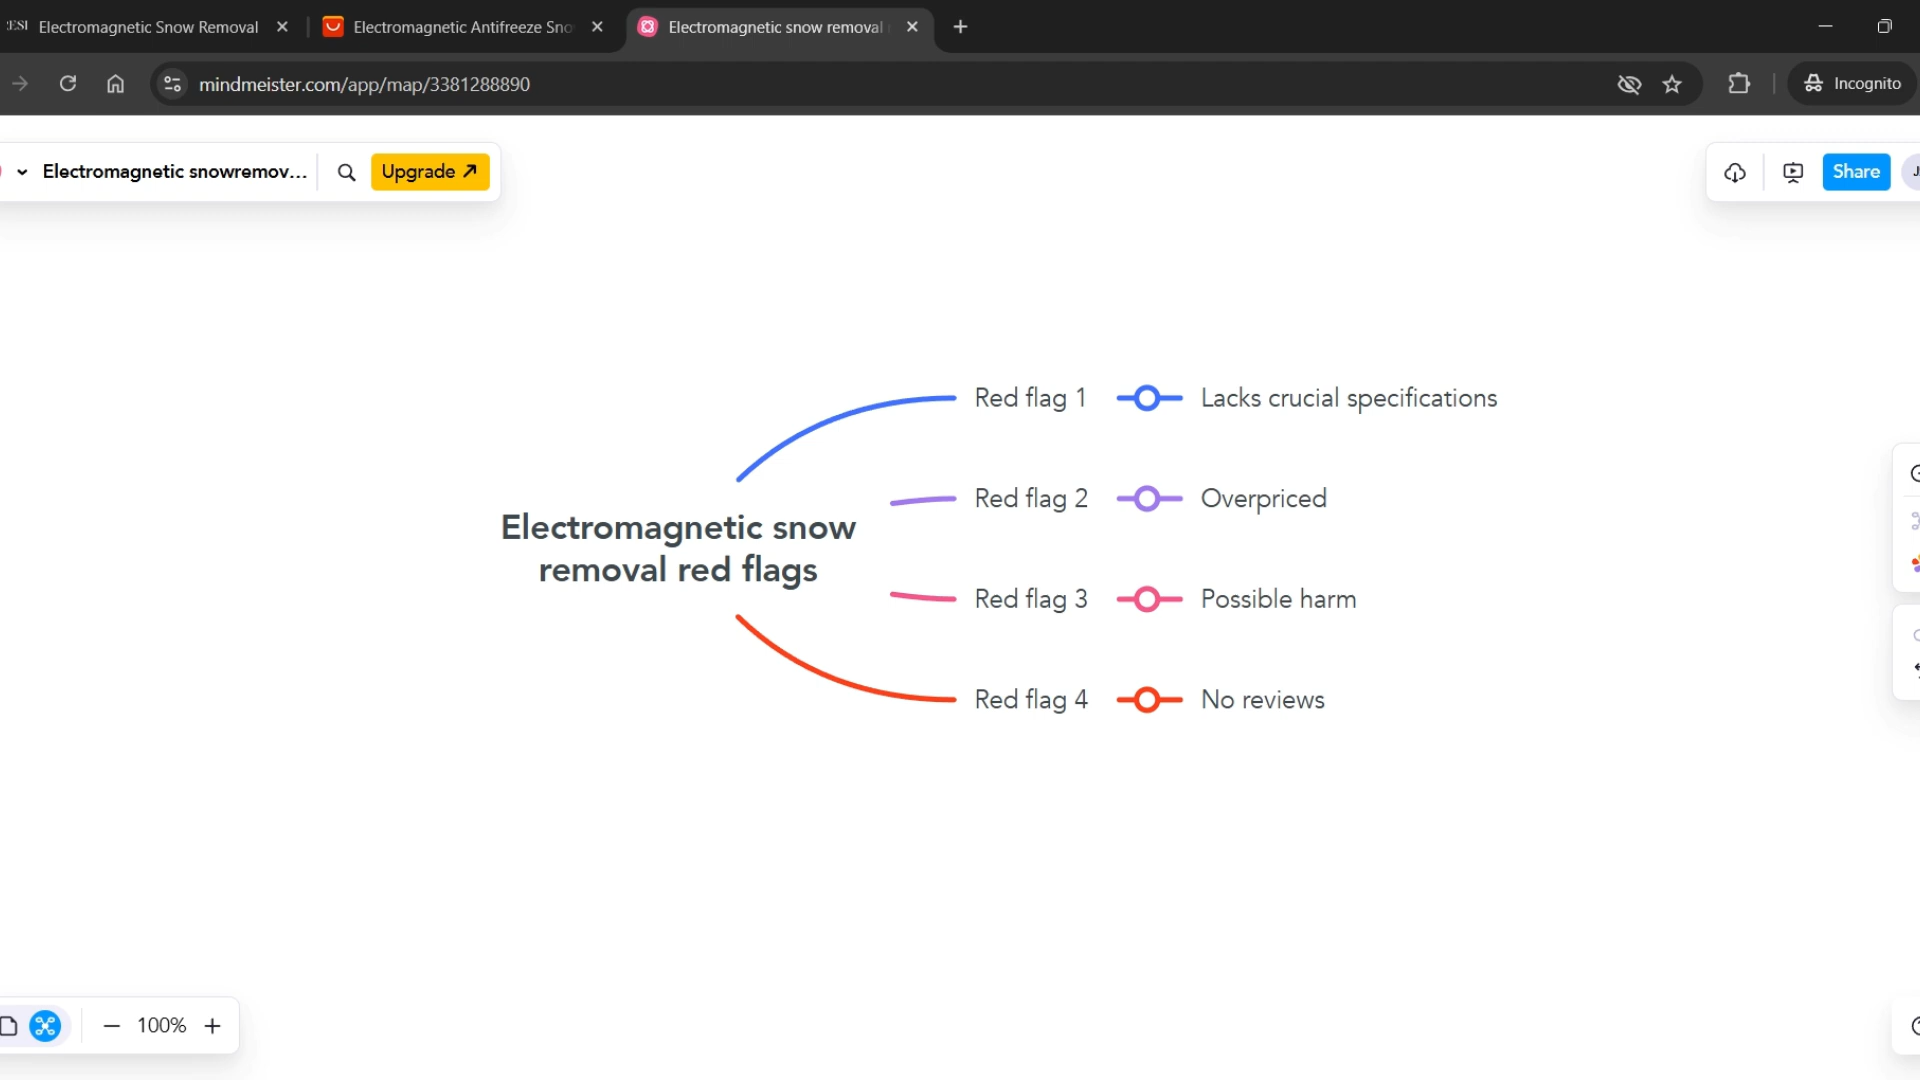 ESI Electromagnetic Snow Removal
Electromagnetic Antifreeze Sno
Electromagnetic snow removal
mindmeister.com/app/map/3381288890
Incognito
Electromagnetic snowremov...
Upgrade
Share
Red flag 1 Lacks crucial specifications
Red flag 2 Overpriced
Electromagnetic snow
removal red flags
Red flag 3 Possible harm
Red flag 4 No reviews
100%